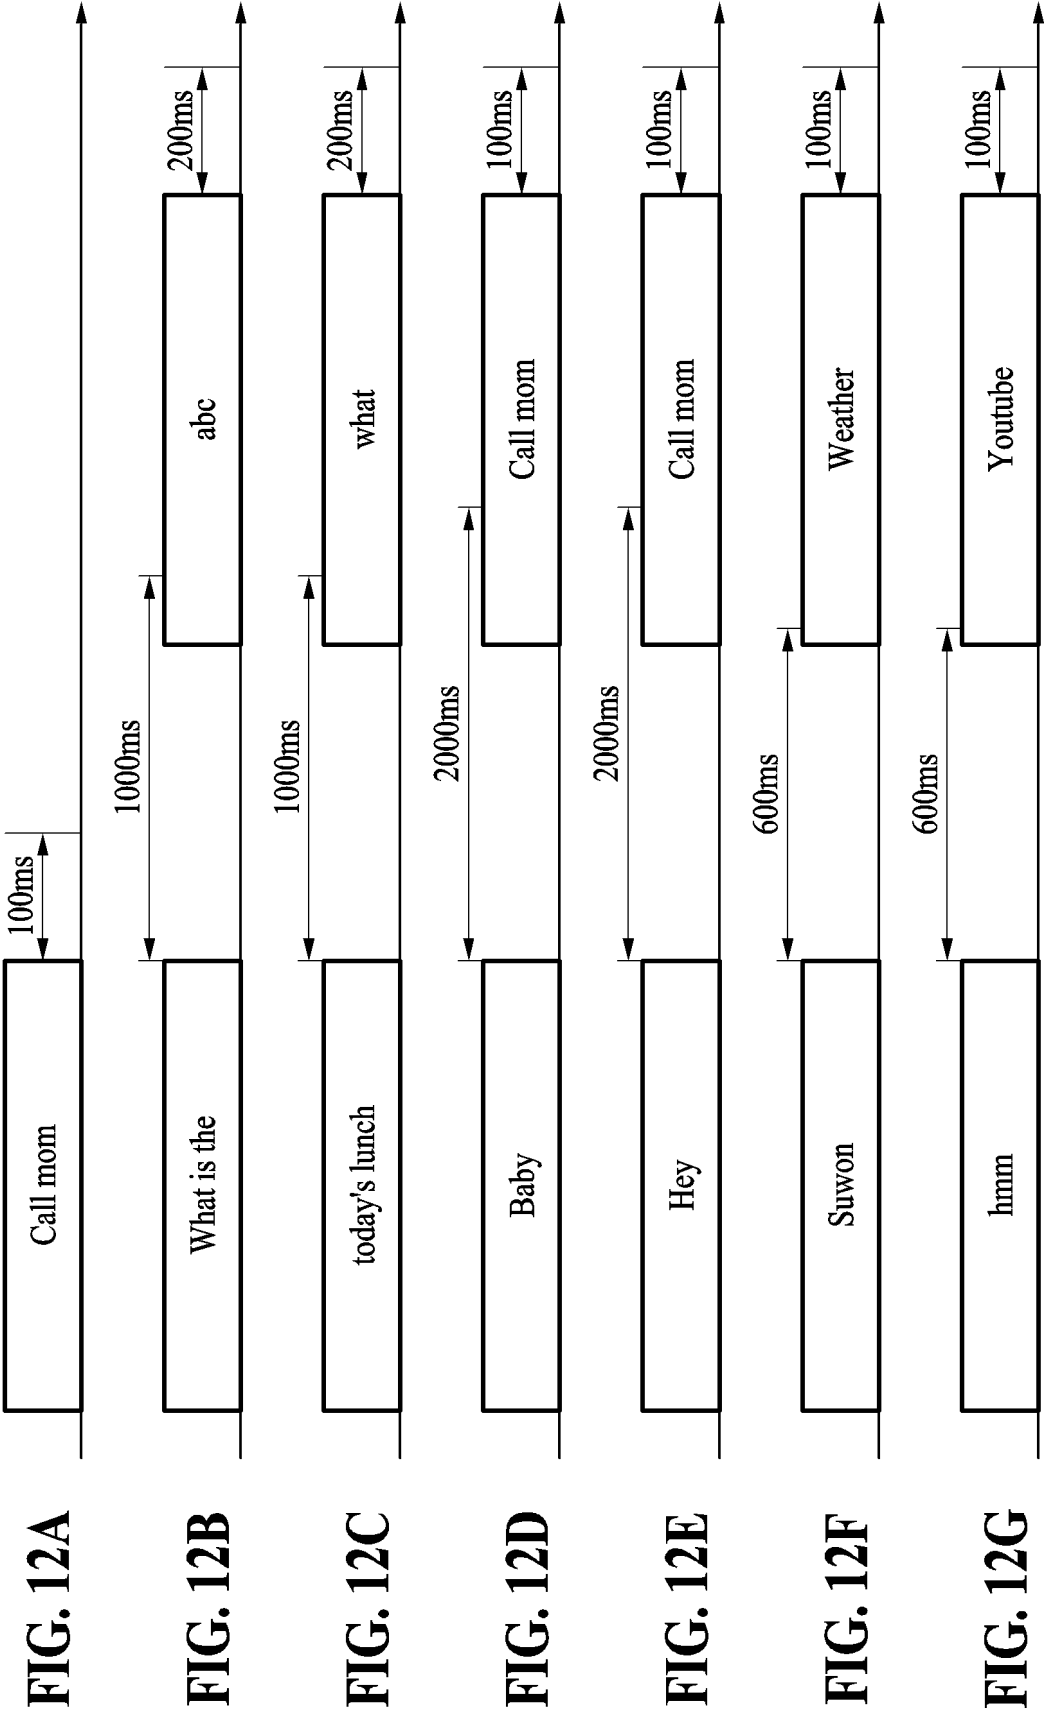 FIG. 12A
Call mom
100ms
FIG. 12B
What is the
1000ms
abc
200ms
FIG. 12C
today's lunch
1000ms
what
200ms
FIG. 12D
Baby
2000ms
Call mom
100ms
FIG. 12E
Hey
2000ms
Call mom
100ms
FIG. 12F
Suwon
600ms
Weather
100ms
FIG. 12G
hmm
600ms
Youtube
100ms